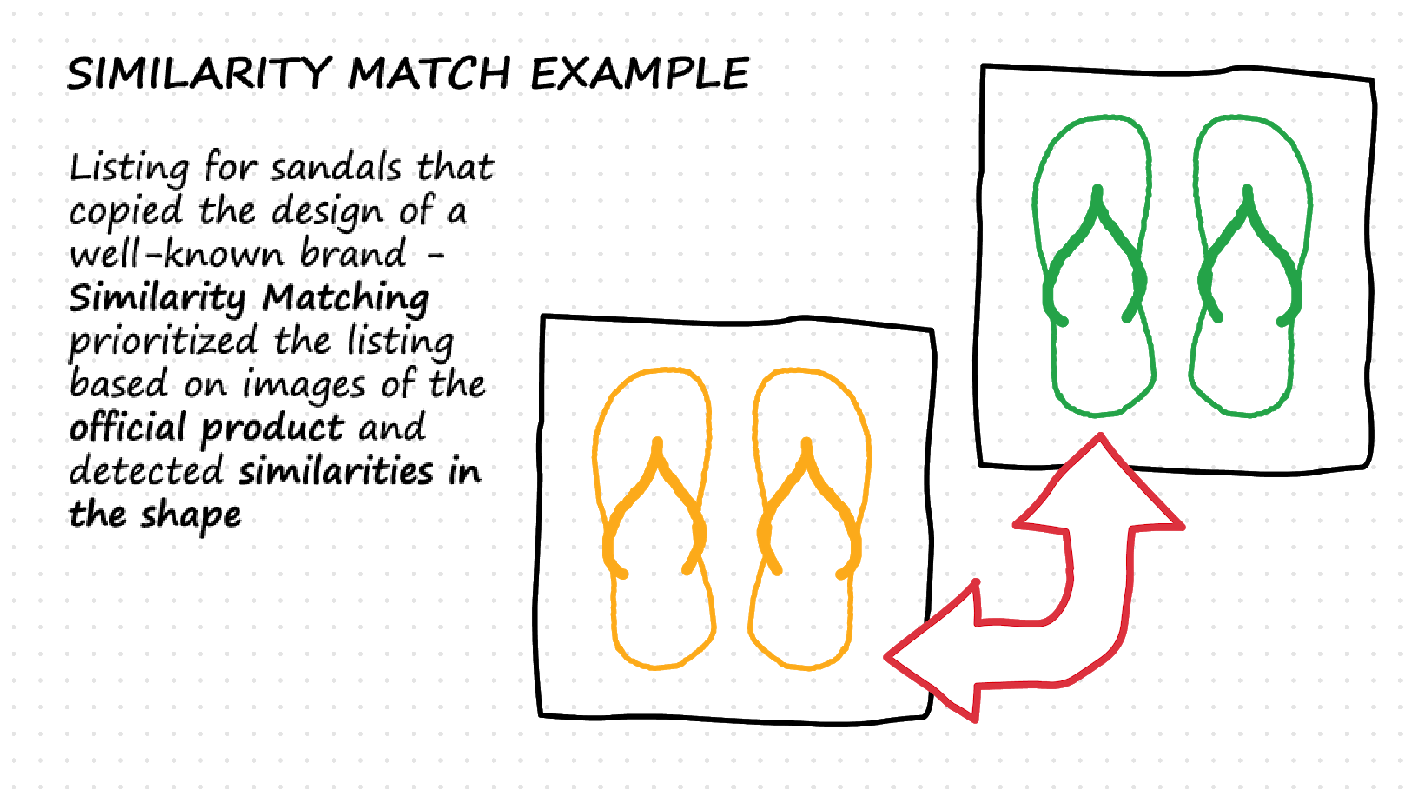 SIMILARITY MATCH EXAMPLE
Listing for sandals that
copied the design of a
well-known brand -
Similarity Matching
prioritized the listing
based on images of the
official product and
detected similarities in
the shape